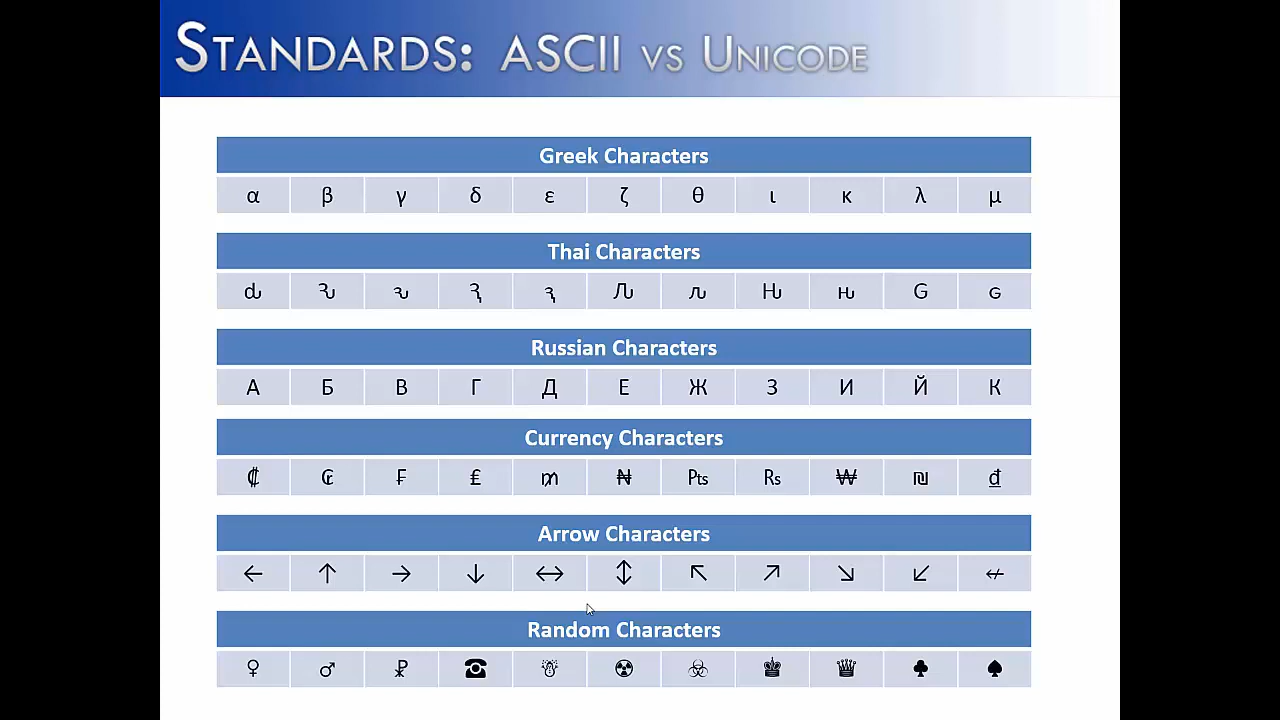 STANDARDS: ASCII VS UNICODE
Greek Characters
α β γ δ ε ζ θ ι κ λ μ
Thai Characters
ԃ Ԅ ԅ Ԇ ԇ Ԉ ԉ Ԋ ԋ Ԍ ԍ
Russian Characters
А Б В Г Д Е Ж З И Й К
Currency Characters
₡ ₢ ₣ ₤ ₥ ₦ ₧ ₨ ₩ ₪ ₫
Arrow Characters
← ↑ → ↓ ↔ ↕ ↖ ↗ ↘ ↙ ↚
Random Characters
♀ ♂ ☧ ☎ ☃ ☢ ☣ ♚ ♛ ♣ ♠